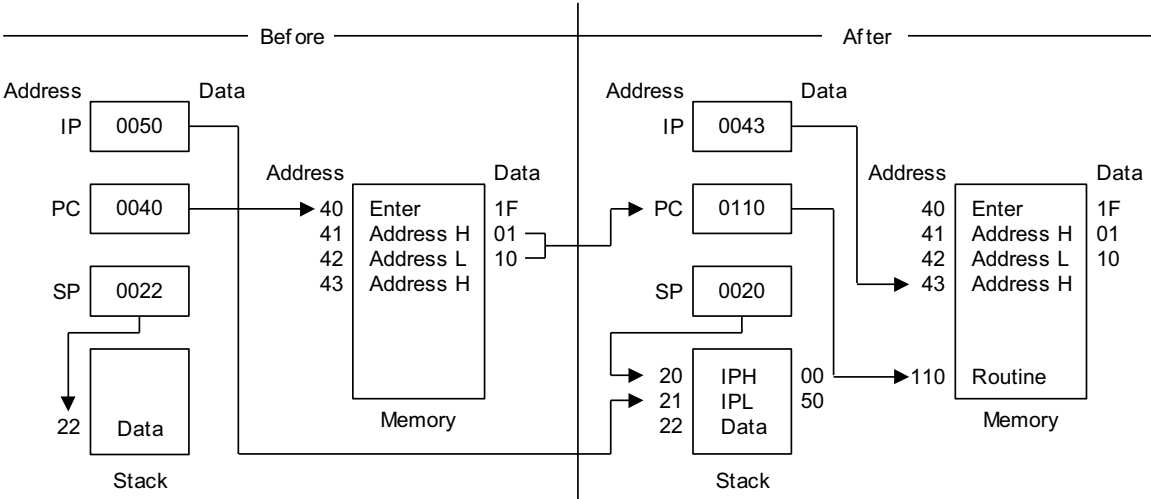 Before
Address Data
IP 0050
PC 0040
SP 0022
22 Data
Stack
Address Data
40 Enter 1F
41 Address H 01
42 Address L 10
43 Address H
Memory
After
Address Data
IP 0043
PC 0110
SP 0020
20 IPH 00
21 IPL 50
22 Data
Stack
Address Data
40 Enter 1F
41 Address H 01
42 Address L 10
43 Address H
110 Routine
Memory